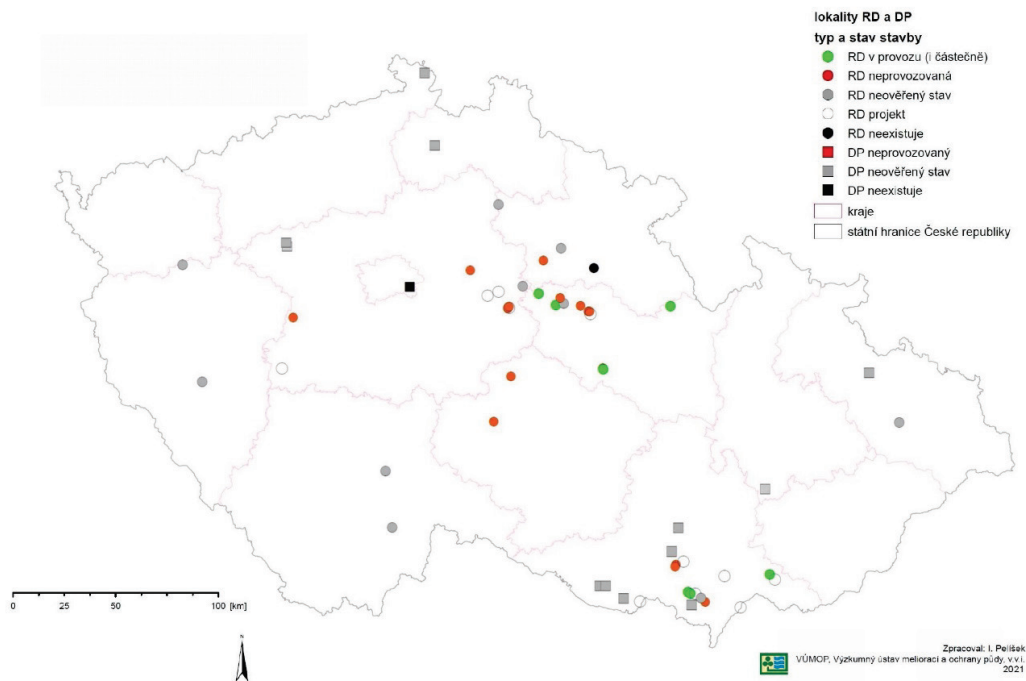 lokality RD a DP
typ a stav stavby
RD v provozu (i částečně)
RD neprovozovaná
RD neověřený stav
RD projekt
RD neexistuje
DP neprovozovaný
DP neověřený stav
DP neexistuje
kraje
státní hranice České republiky
0 25 50 100 [km]
N
Zpracoval: I. Pelíšek
VÚMOP, Výzkumný ústav meliorací a ochrany půdy, v.v.i.
2021